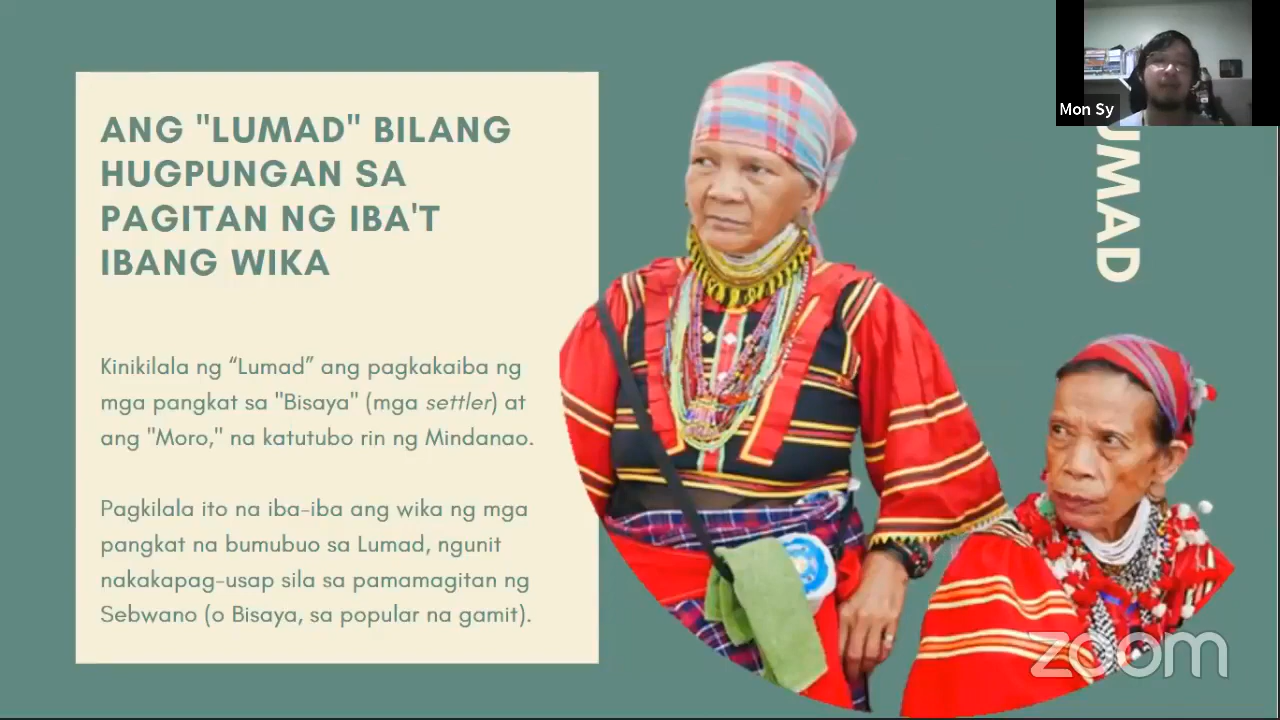 ANG "LUMAD" BILANG
HUGPUNGAN SA
PAGITAN NG IBA'T
IBANG WIKA
Kinikilala ng “Lumad” ang pagkakaiba ng
mga pangkat sa "Bisaya" (mga settler) at
ang "Moro," na katutubo rin ng Mindanao.
Pagkilala ito na iba-iba ang wika ng mga
pangkat na bumubuo sa Lumad, ngunit
nakakapag-usap sila sa pamamagitan ng
Sebwano (o Bisaya, sa popular na gamit).
Mon Sy
UMAD
zoom